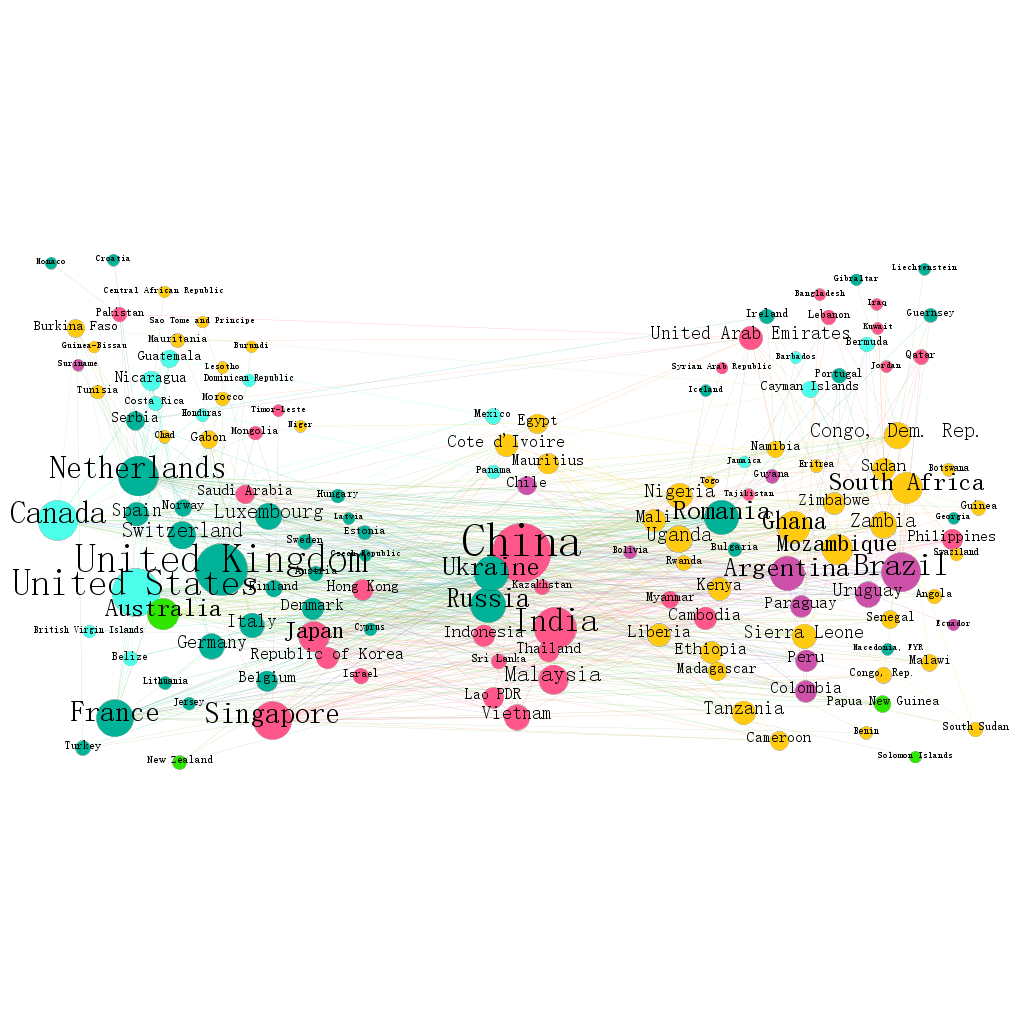 Monaco
Croatia
Liechtenstein
Gibraltar
Central African Republic
Bangladesh
Iraq
Pakistan
Sao Tome and Principe
Ireland
Lebanon
Guernsey
Burkina Faso
Kuwait
Mauritania
United Arab Emirates
Guinea-Bissau
Burundi
Bermuda
Guatemala
Barbados
Qatar
Suriname
Lesotho
Syrian Arab Republic
Jordan
Nicaragua
Dominican Republic
Portugal
Tunisia
Iceland
Cayman Islands
Costa Rica
Morocco
Serbia
Honduras
Timor-Leste
Mexico
Egypt
Chad
Gabon
Mongolia
Niger
Cote d'Ivoire
Congo, Dem. Rep.
Namibia
Netherlands
Panama
Mauritius
Jamaica
Eritrea
Sudan
Botswana
Guyana
Chile
Togo
South Africa
Saudi Arabia
Hungary
Nigeria
Tajikistan
Zimbabwe
Guinea
Canada
Spain
Norway
Luxembourg
Latvia
Mali
Romania
Ghana
Zambia
Georgia
Switzerland
Estonia
Uganda
Philippines
Sweden
China
Bolivia
Bulgaria
Mozambique
Swaziland
United Kingdom
Czech Republic
Ukraine
Rwanda
Argentina
Brazil
United States
Austria
Finland
Hong Kong
Kazakhstan
Kenya
Uruguay
Angola
Australia
Denmark
Russia
Myanmar
Cambodia
Paraguay
Senegal
British Virgin Islands
Italy
Cyprus
Japan
Indonesia
India
Liberia
Sierra Leone
Ecuador
Germany
Republic of Korea
Thailand
Ethiopia
Macedonia, FYR
Belize
Sri Lanka
Peru
Malawi
Lithuania
Belgium
Israel
Malaysia
Madagascar
Congo, Rep.
Jersey
Lao PDR
Colombia
Papua New Guinea
France
Singapore
Vietnam
Tanzania
Turkey
Cameroon
Benin
South Sudan
New Zealand
Solomon Islands